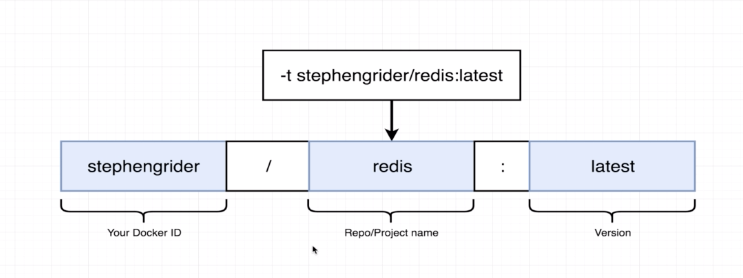 -t stephengrider/redis:latest
stephengrider / redis : latest
Your Docker ID Repo/Project name Version